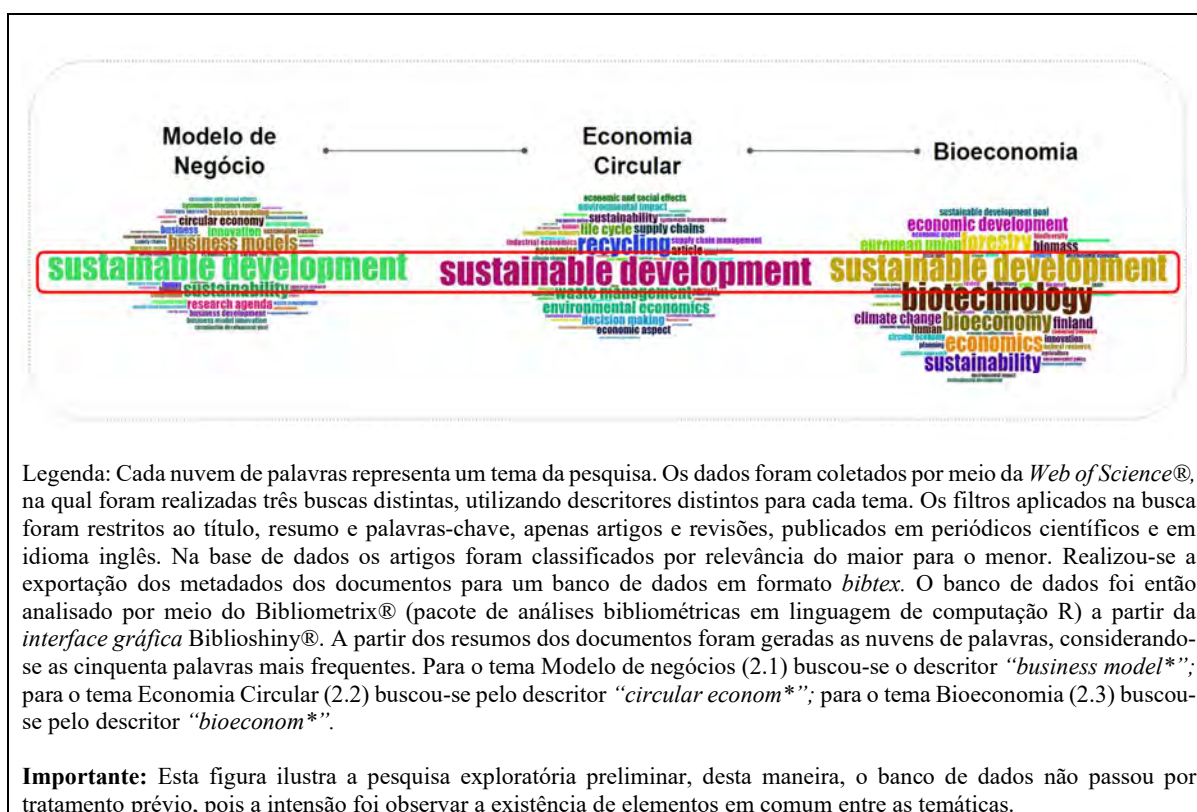 Modelo de
Negócio
Economia
Circular
Bioeconomia
circular economy
business
innovation
business models
sustainable development
sustainability
research agenda
business development
business model innovation
economic and social effects
environmental impact
sustainability
life cycle supply chains
recycling
supply chain management
industrial economics
article
sustainable development
waste management
environmental economics
decision making
economic aspect
sustainable development goal
economic development
european union forestry
biomass
biodiversity
sustainable development
biotechnology
climate change
bioeconomy finland
human
circular economy
economics
innovation
planning
agriculture
sustainability
Legenda: Cada nuvem de palavras representa um tema da pesquisa. Os dados foram coletados por meio da Web of Science®,
na qual foram realizadas três buscas distintas, utilizando descritores distintos para cada tema. Os filtros aplicados na busca
foram restritos ao título, resumo e palavras-chave, apenas artigos e revisões, publicados em periódicos científicos e em
idioma inglês. Na base de dados os artigos foram classificados por relevância do maior para o menor. Realizou-se a
exportação dos metadados dos documentos para um banco de dados em formato bibtex. O banco de dados foi então
analisado por meio do Bibliometrix® (pacote de análises bibliométricas em linguagem de computação R) a partir da
interface gráfica Biblioshiny®. A partir dos resumos dos documentos foram geradas as nuvens de palavras, considerando-
se as cinquenta palavras mais frequentes. Para o tema Modelo de negócios (2.1) buscou-se o descritor “business model*”;
para o tema Economia Circular (2.2) buscou-se pelo descritor “circular econom*”; para o tema Bioeconomia (2.3) buscou-
se pelo descritor “bioeconom*”.
Importante: Esta figura ilustra a pesquisa exploratória preliminar, desta maneira, o banco de dados não passou por
tratamento prévio, pois a intensão foi observar a existência de elementos em comum entre as temáticas.